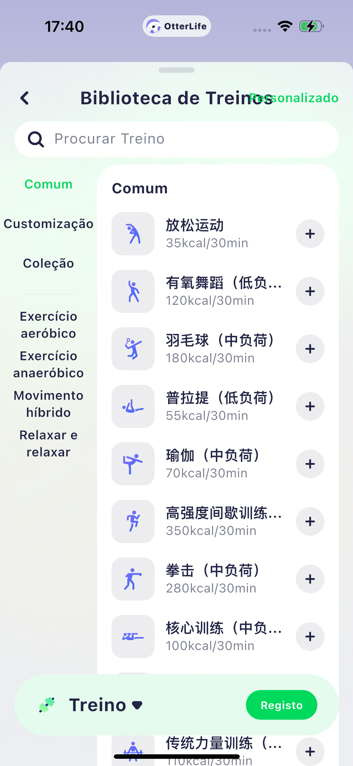 17:40
OtterLife
Biblioteca de Treinos
Personalizado
Procurar Treino
Comum
Customização
Coleção
Exercício
aeróbico
Exercício
anaeróbico
Movimento
híbrido
Relaxar e
relaxar
Comum
放松运动
35kcal/30min
有氧舞蹈（低负...
120kcal/30min
羽毛球（中负荷）
180kcal/30min
普拉提（低负荷）
55kcal/30min
瑜伽（中负荷）
70kcal/30min
高强度间歇训练...
350kcal/30min
拳击（中负荷）
280kcal/30min
核心训练（中负...
100kcal/30min
Treino
Registo
传统力量训练（...
110kcal/30min